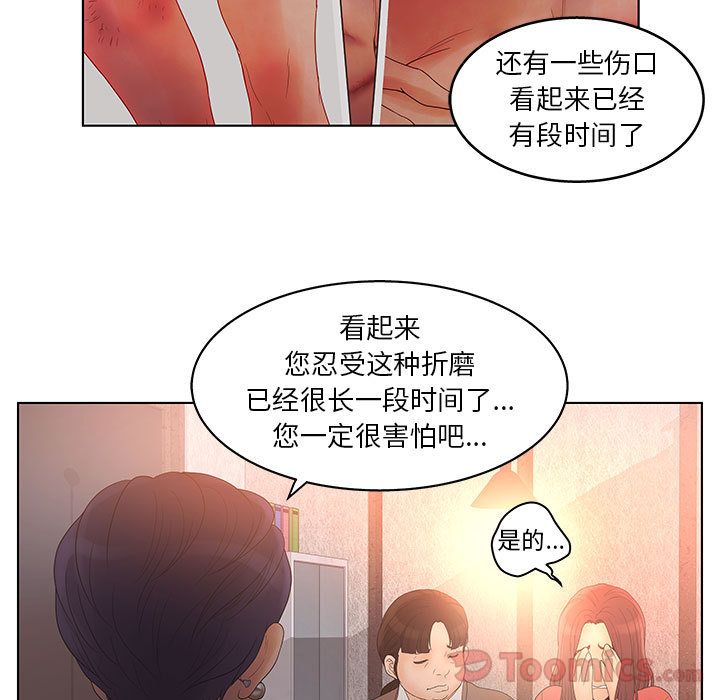 还有一些伤口
看起来已经
有段时间了
看起来
您忍受这种折磨
已经很长一段时间了...
您一定很害怕吧...
是的...
Toomics.com